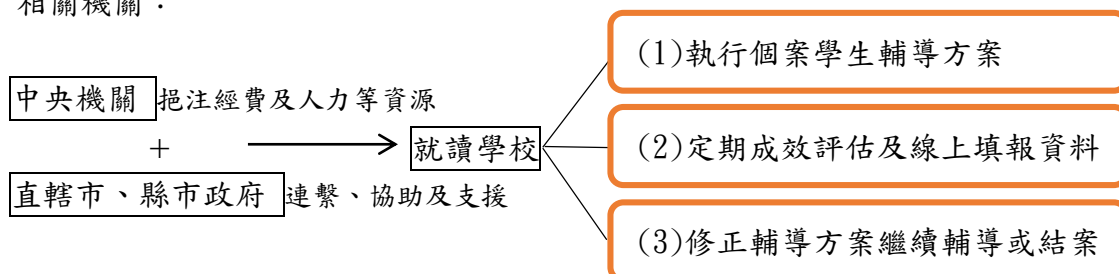 相關機關：
(1)執行個案學生輔導方案
中央機關 挹注經費及人力等資源
+
就讀學校
(2)定期成效評估及線上填報資料
直轄市、縣市政府 連繫、協助及支援
(3)修正輔導方案繼續輔導或結案